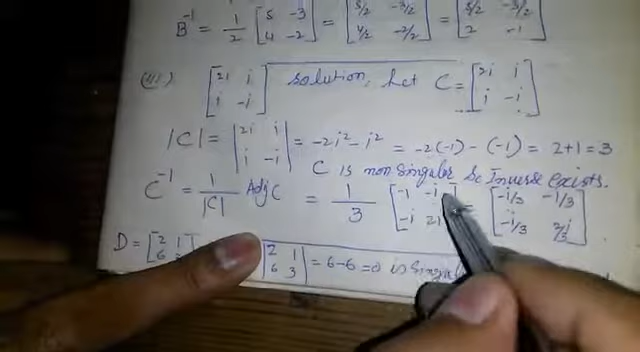 B⁻¹ = 1/2 [5 -3; 4 -2] = [5/2 -3/2; 4/2 -2/2] = [5/2 -3/2; 2 -1]
(iii) [2i i; i -i] solution, Let C = [2i i; i -i]
|C| = |2i i; i -i| = -2i² - i² = -2(-1) - (-1) = 2+1 = 3
C is non singular so Inverse exists.
C⁻¹ = 1/|C| Adj C = 1/3 [-i -i; -i 2i] = [-i/3 -i/3; -i/3 2i/3]
D = [2 1; 6 |2 1; 6 3| = 6-6 = 0 is